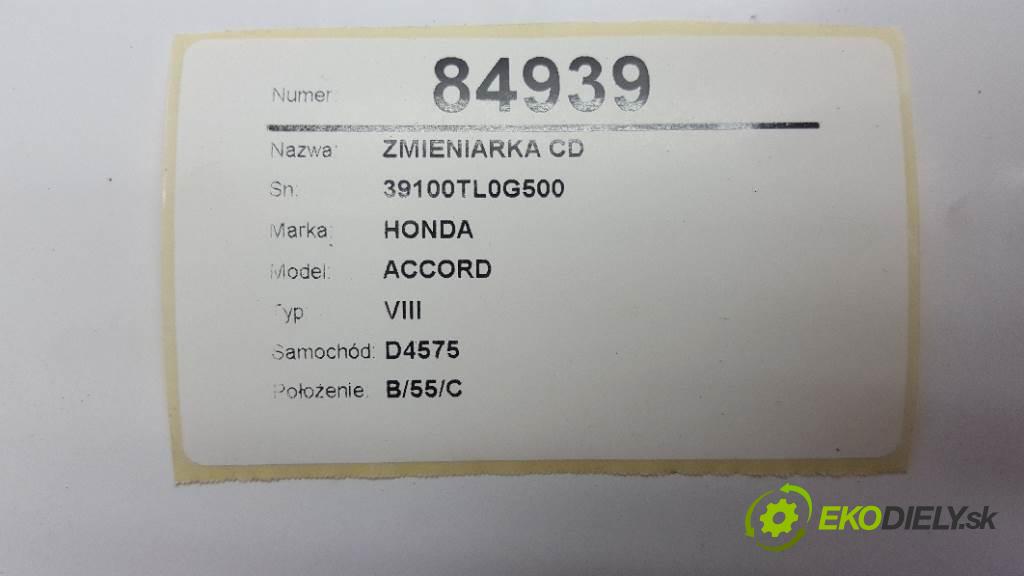 Numer: 84939
Nazwa: ZMIENIARKA CD
Sn: 39100TL0G500
Marka: HONDA
Model: ACCORD
Typ VIII
Samochód: D4575
Położenie: B/55/C
EKODIELY.sk